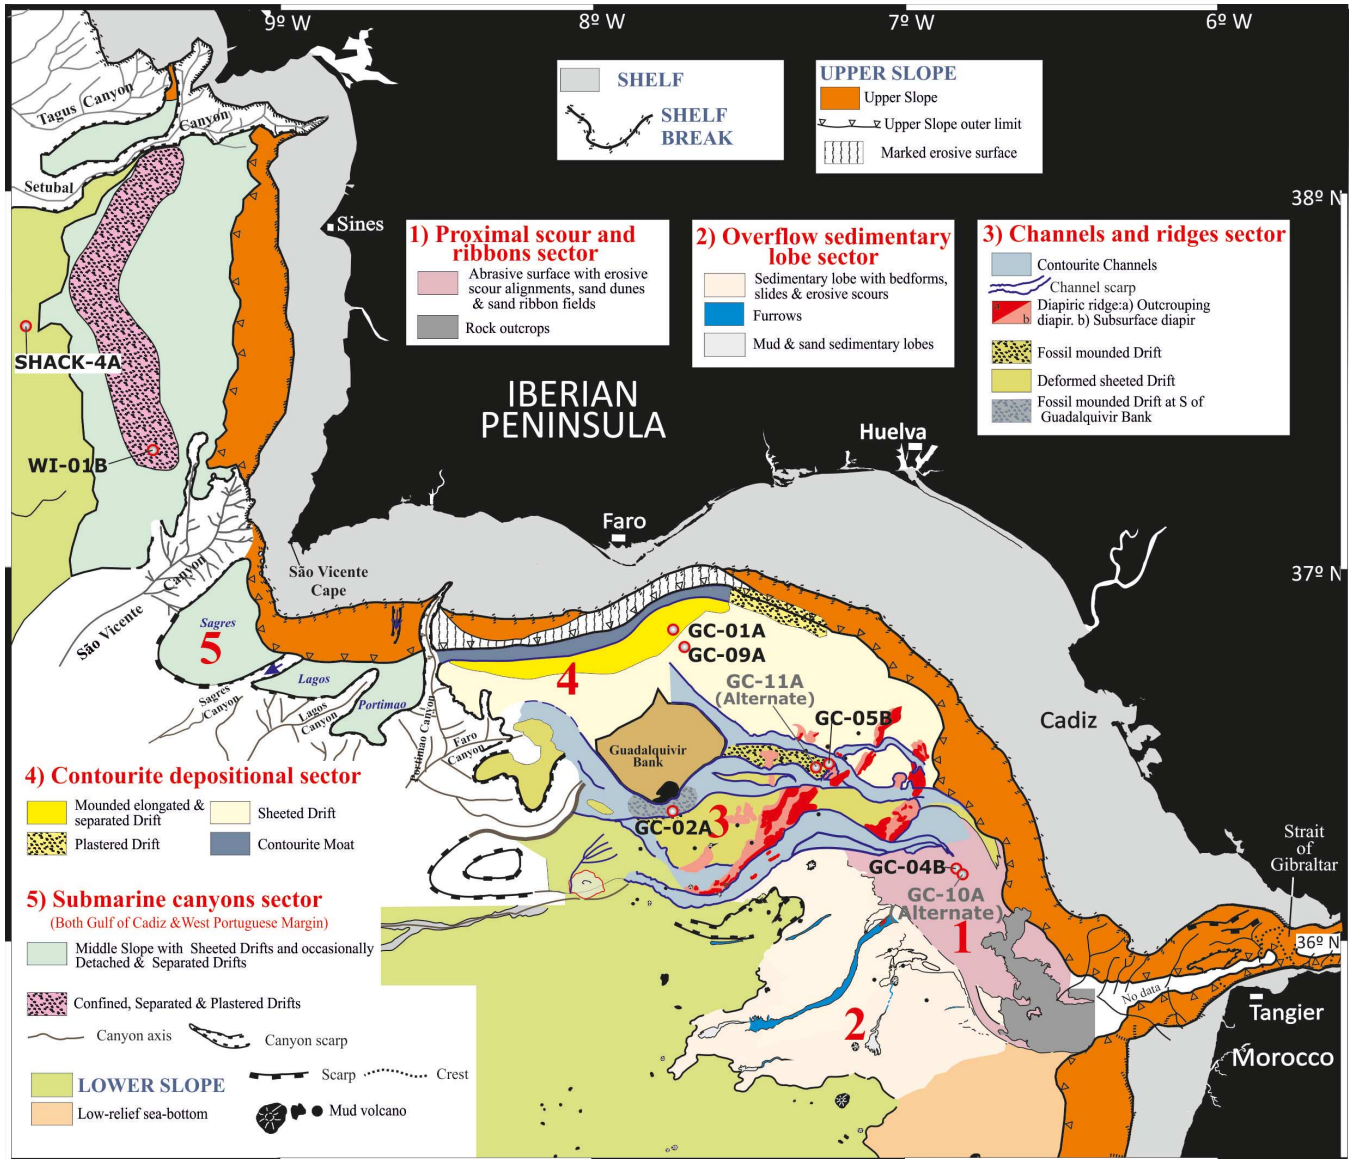 9º W
8º W
7º W
6º W
38º N
37º N
36º N
SHELF
SHELF
BREAK
UPPER SLOPE
Upper Slope
Upper Slope outer limit
Marked erosive surface
1) Proximal scour and
ribbons sector
Abrasive surface with erosive
scour alignments, sand dunes
& sand ribbon fields
Rock outcrops
2) Overflow sedimentary
lobe sector
Sedimentary lobe with bedforms,
slides & erosive scours
Furrows
Mud & sand sedimentary lobes
3) Channels and ridges sector
Contourite Channels
Channel scarp
a
b
Diapiric ridge:a) Outcrouping
diapir. b) Subsurface diapir
Fossil mounded Drift
Deformed sheeted Drift
Fossil mounded Drift at S of
Guadalquivir Bank
Tagus Canyon
Canyon
Setubal
Sines
SHACK-4A
WI-01B
IBERIAN
PENINSULA
Huelva
Faro
São Vicente
Cape
São Vicente
Canyon
Sagres
5
Lagos
Portimao
Sagres
Canyon
Lagos
Canyon
Portimao Canyon
Faro
Canyon
4
GC-01A
GC-09A
GC-11A
(Alternate)
GC-05B
Guadalquivir
Bank
GC-02A
3
GC-04B
GC-10A
(Alternate)
1
2
Cadiz
Strait
of
Gibraltar
No data
Tangier
Morocco
4) Contourite depositional sector
Mounded elongated &
separated Drift
Sheeted Drift
Plastered Drift
Contourite Moat
5) Submarine canyons sector
(Both Gulf of Cadiz &West Portuguese Margin)
Middle Slope with Sheeted Drifts and occasionally
Detached & Separated Drifts
Confined, Separated & Plastered Drifts
Canyon axis
Canyon scarp
LOWER SLOPE
Scarp
Crest
Low-relief sea-bottom
Mud volcano